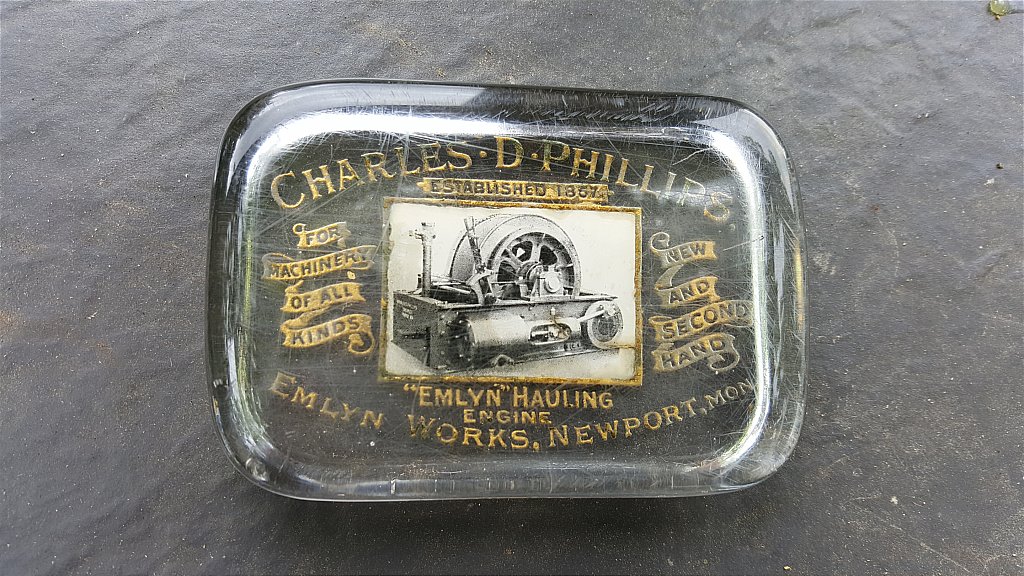 CHARLES · D · PHILLIPS
ESTABLISHED 1867.
FOR
MACHINERY
OF ALL
KINDS
NEW
AND
SECOND
HAND
"EMLYN" HAULING
ENGINE
EMLYN WORKS, NEWPORT, MON